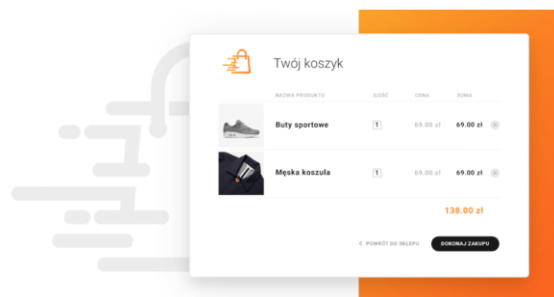 Twój koszyk
NAZWA PRODUKTU ILOŚĆ CENA SUMA
Buty sportowe 1 69.00 zł 69.00 zł
Męska koszula 1 69.00 zł 69.00 zł
138.00 zł
POWRÓT DO SKLEPU DOKONAJ ZAKUPU